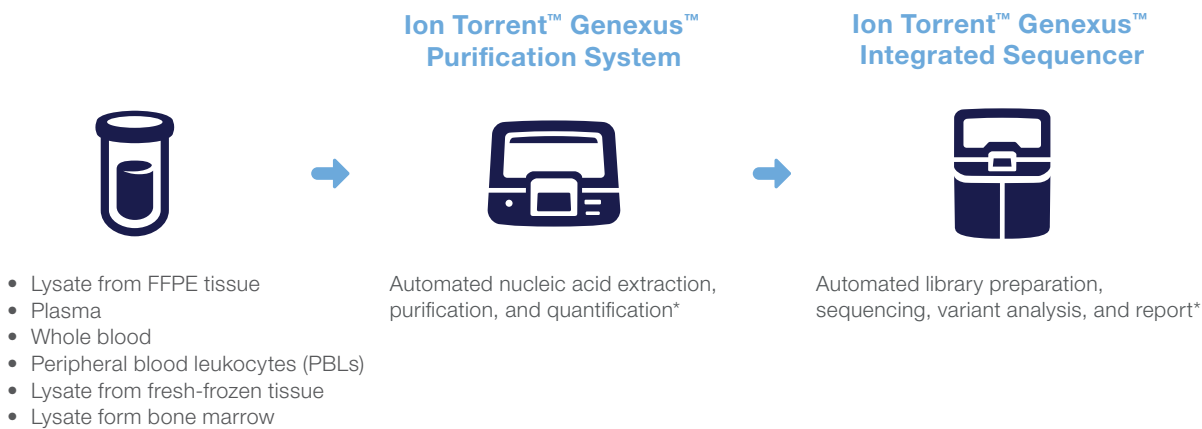 Ion Torrent™ Genexus™
Purification System
Ion Torrent™ Genexus™
Integrated Sequencer
• Lysate from FFPE tissue
• Plasma
• Whole blood
• Peripheral blood leukocytes (PBLs)
• Lysate from fresh-frozen tissue
• Lysate form bone marrow
Automated nucleic acid extraction,
purification, and quantification*
Automated library preparation,
sequencing, variant analysis, and report*